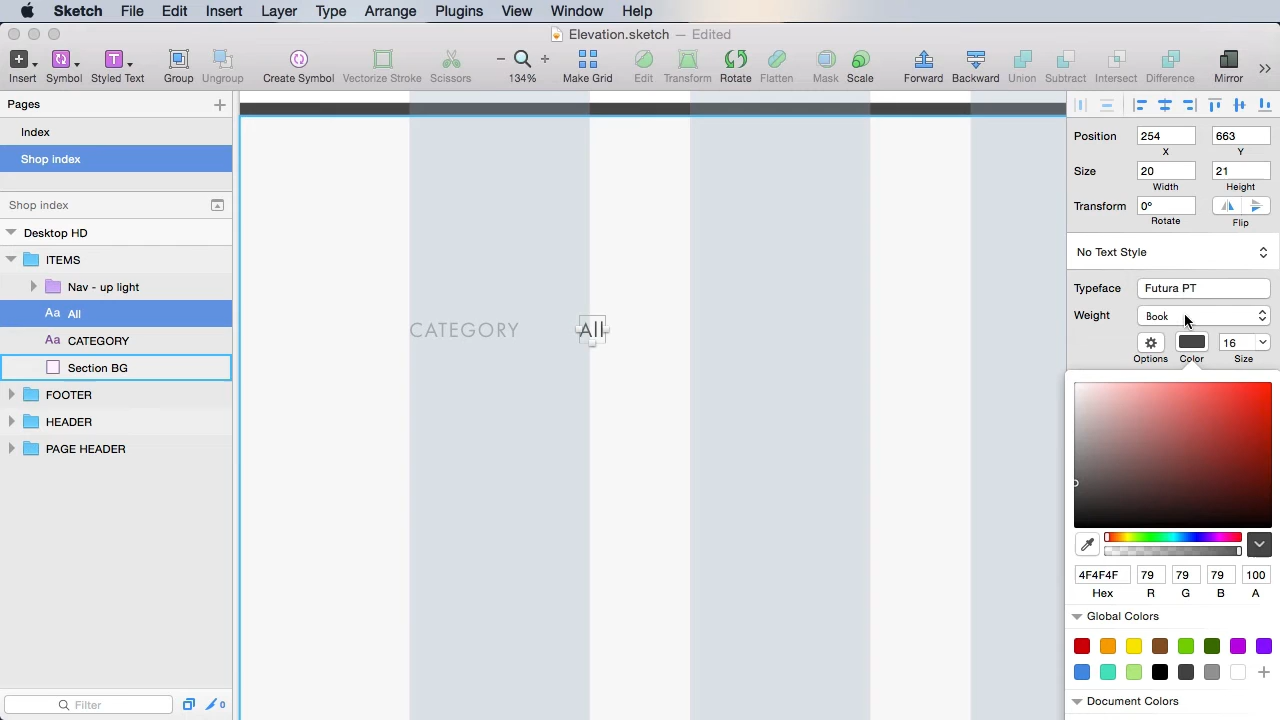 Sketch File Edit Insert Layer Type Arrange Plugins View Window Help
Elevation.sketch — Edited
Insert Symbol Styled Text Group Ungroup Create Symbol Vectorize Stroke Scissors 134% Make Grid Edit Transform Rotate Flatten Mask Scale Forward Backward Union Subtract Intersect Difference Mirror
Pages
Index
Shop index
Shop index
Desktop HD
ITEMS
Nav - up light
Aa All
Aa CATEGORY
Section BG
FOOTER
HEADER
PAGE HEADER
Filter
0
CATEGORY All
Position 254 663
X Y
Size 20 21
Width Height
Transform 0º
Rotate Flip
No Text Style
Typeface Futura PT
Weight Book
16
Options Color Size
4F4F4F 79 79 79 100
Hex R G B A
Global Colors
Document Colors